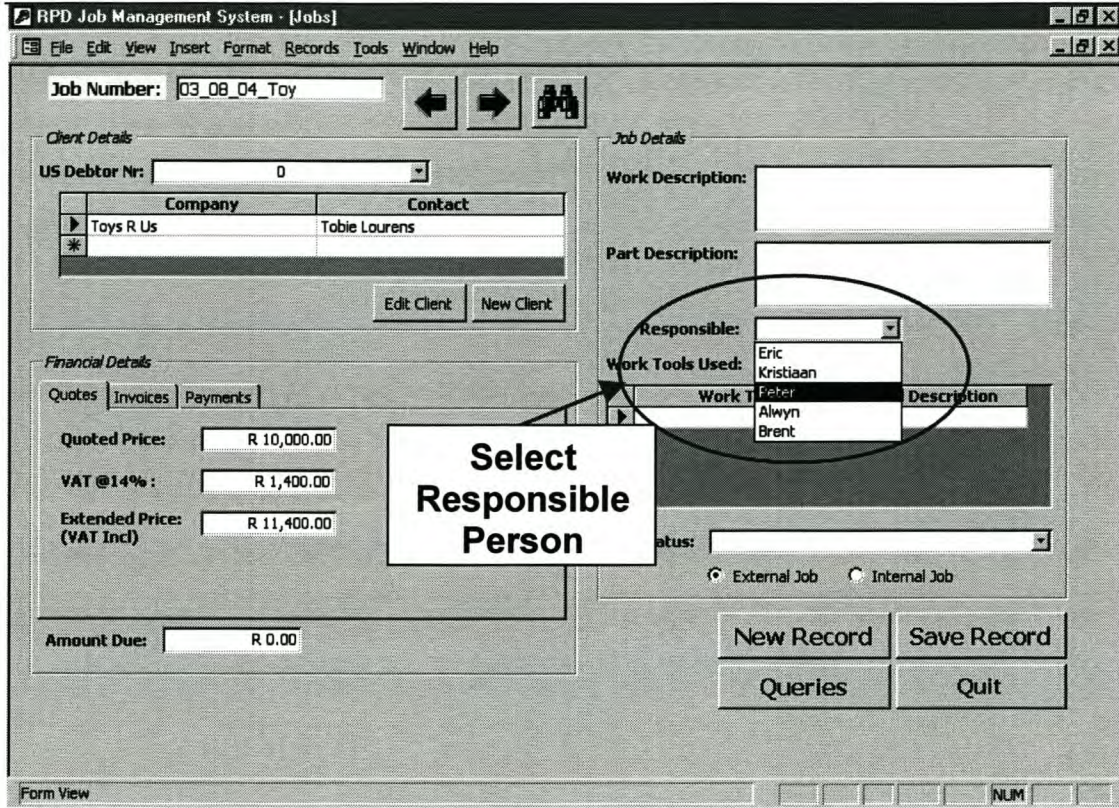 RPD Job Management System - [Jobs]
File Edit View Insert Format Records Tools Window Help
Job Number: 03_08_04_Toy
Client Details
US Debtor Nr: 0
Company Contact
Toys R Us Tobie Lourens
Edit Client New Client
Financial Details
Quotes Invoices Payments
Quoted Price: R 10,000.00
VAT @14% : R 1,400.00
Extended Price: R 11,400.00
(VAT Incl)
Amount Due: R 0.00
Job Details
Work Description:
Part Description:
Responsible:
Eric
Work Tools Used:
Kristiaan
Peter
Work T Description
Alwyn
Brent
Select
Responsible
Person
atus:
External Job Internal Job
New Record Save Record
Queries Quit
Form View NUM